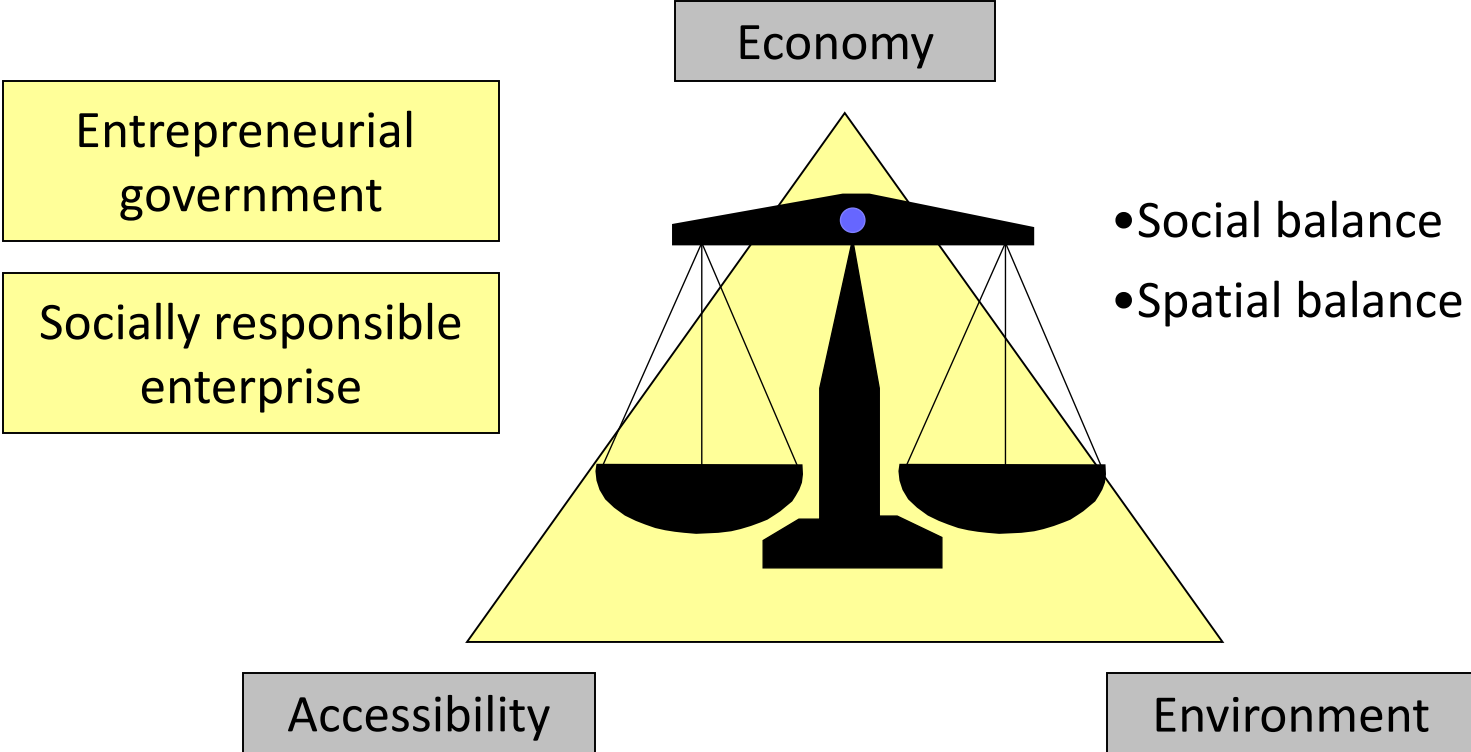 Economy
Entrepreneurial
government
Socially responsible
enterprise
•Social balance
•Spatial balance
Accessibility
Environment